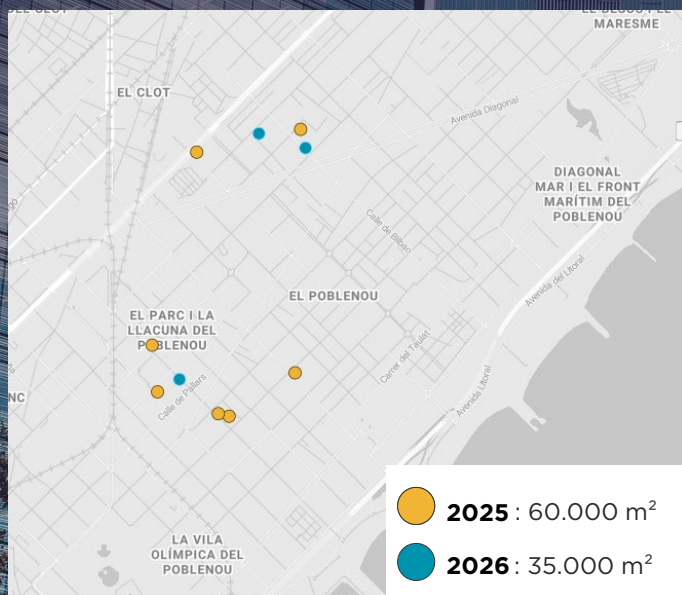 MARESME
EL CLOT
Avenida Diagonal
DIAGONAL
MAR I EL FRONT
MARÍTIM DEL
POBLENOU
Calle de Bilbao
Avenida del Litoral
EL POBLENOU
EL PARC I LA
LLACUNA DEL
POBLENOU
Carrer del Taulat
Calle de Pallars
Avenida Litoral
NC
LA VILA
OLÍMPICA DEL
POBLENOU
2025 : 60.000 m²
2026 : 35.000 m²